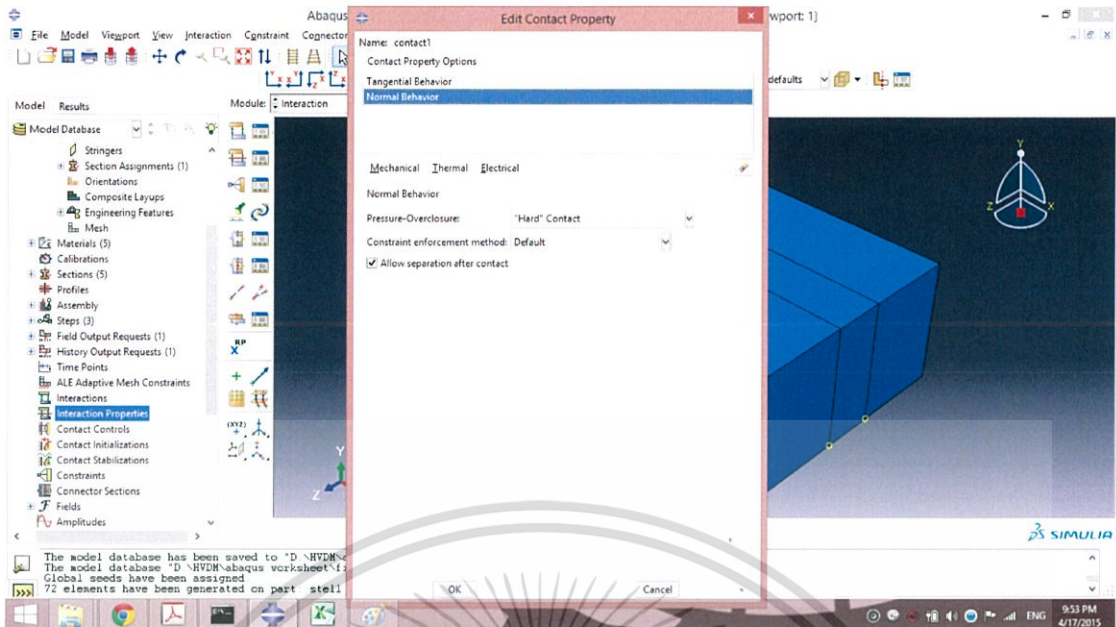 Abaqus
Edit Contact Property
wport: 1]
File Model Viewport View Interaction Constraint Connector
Name: contact1
Contact Property Options
Tangential Behavior
Normal Behavior
defaults
Model Results
Module: Interaction
Model Database
Stringers
Section Assignments (1)
Orientations
Composite Layups
Engineering Features
Mesh
Materials (5)
Calibrations
Sections (5)
Profiles
Assembly
Steps (3)
Field Output Requests (1)
History Output Requests (1)
Time Points
ALE Adaptive Mesh Constraints
Interactions
Interaction Properties
Contact Controls
Contact Initializations
Contact Stabilizations
Constraints
Connector Sections
Fields
Amplitudes
Mechanical Thermal Electrical
Normal Behavior
Pressure-Overclosure: "Hard" Contact
Constraint enforcement method: Default
Allow separation after contact
RP
(XYZ)
Y
Z
Y
Z
X
SIMULIA
The model database has been saved to "D:\HVDM\a
The model database "D:\HVDM\abaqus worksheet\fi
Global seeds have been assigned
72 elements have been generated on part stell
OK Cancel
ENG
9:53 PM
4/17/2015